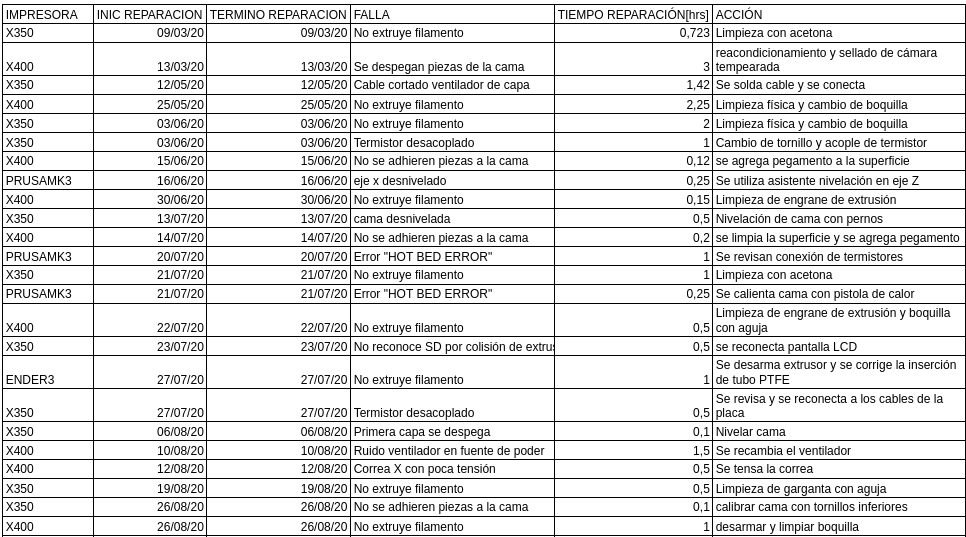 IMPRESORA INIC REPARACION TERMINO REPARACION FALLA TIEMPO REPARACIÓN[hrs] ACCIÓN
X350 09/03/20 09/03/20 No extruye filamento 0,723 Limpieza con acetona
reacondicionamiento y sellado de cámara
X400 13/03/20 13/03/20 Se despegan piezas de la cama 3 tempearada
X350 12/05/20 12/05/20 Cable cortado ventilador de capa 1,42 Se solda cable y se conecta
X400 25/05/20 25/05/20 No extruye filamento 2,25 Limpieza física y cambio de boquilla
X350 03/06/20 03/06/20 No extruye filamento 2 Limpieza física y cambio de boquilla
X350 03/06/20 03/06/20 Termistor desacoplado 1 Cambio de tornillo y acople de termistor
X400 15/06/20 15/06/20 No se adhieren piezas a la cama 0,12 se agrega pegamento a la superficie
PRUSAMK3 16/06/20 16/06/20 eje x desnivelado 0,25 Se utiliza asistente nivelación en eje Z
X400 30/06/20 30/06/20 No extruye filamento 0,15 Limpieza de engrane de extrusión
X350 13/07/20 13/07/20 cama desnivelada 0,5 Nivelación de cama con pernos
X400 14/07/20 14/07/20 No se adhieren piezas a la cama 0,2 se limpia la superficie y se agrega pegamento
PRUSAMK3 20/07/20 20/07/20 Error "HOT BED ERROR" 1 Se revisan conexión de termistores
X350 21/07/20 21/07/20 No extruye filamento 1 Limpieza con acetona
PRUSAMK3 21/07/20 21/07/20 Error "HOT BED ERROR" 0,25 Se calienta cama con pistola de calor
Limpieza de engrane de extrusión y boquilla
X400 22/07/20 22/07/20 No extruye filamento 0,5 con aguja
X350 23/07/20 23/07/20 No reconoce SD por colisión de extrus 0,5 se reconecta pantalla LCD
Se desarma extrusor y se corrige la inserción
ENDER3 27/07/20 27/07/20 No extruye filamento 1 de tubo PTFE
Se revisa y se reconecta a los cables de la
X350 27/07/20 27/07/20 Termistor desacoplado 0,5 placa
X350 06/08/20 06/08/20 Primera capa se despega 0,1 Nivelar cama
X400 10/08/20 10/08/20 Ruido ventilador en fuente de poder 1,5 Se recambia el ventilador
X400 12/08/20 12/08/20 Correa X con poca tensión 0,5 Se tensa la correa
X350 19/08/20 19/08/20 No extruye filamento 0,5 Limpieza de garganta con aguja
X350 26/08/20 26/08/20 No se adhieren piezas a la cama 0,1 calibrar cama con tornillos inferiores
X400 26/08/20 26/08/20 No extruye filamento 1 desarmar y limpiar boquilla